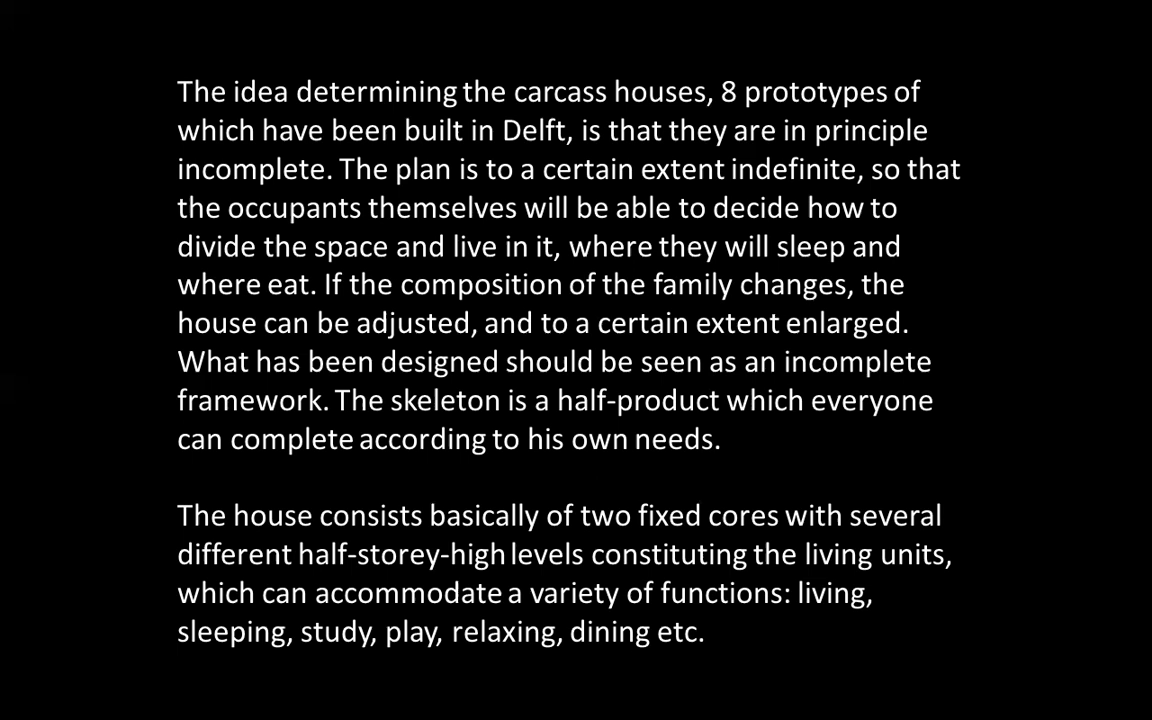 The idea determining the carcass houses, 8 prototypes of
which have been built in Delft, is that they are in principle
incomplete. The plan is to a certain extent indefinite, so that
the occupants themselves will be able to decide how to
divide the space and live in it, where they will sleep and
where eat. If the composition of the family changes, the
house can be adjusted, and to a certain extent enlarged.
What has been designed should be seen as an incomplete
framework. The skeleton is a half-product which everyone
can complete according to his own needs.
The house consists basically of two fixed cores with several
different half-storey-high levels constituting the living units,
which can accommodate a variety of functions: living,
sleeping, study, play, relaxing, dining etc.